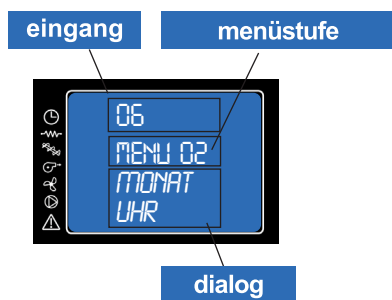 eingang
menüstufe
06
MENU 02
MONAT
UHR
dialog